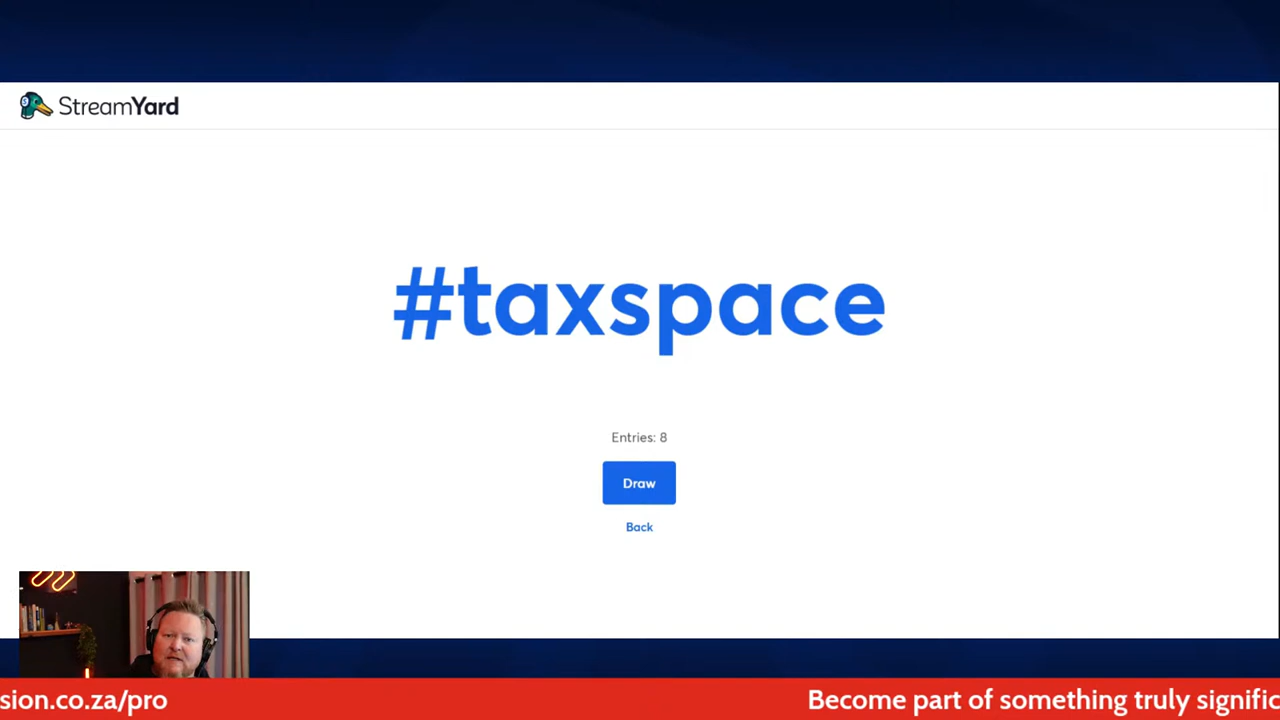 StreamYard
#taxspace
Entries: 8
Draw
Back
sion.co.za/pro
Become part of something truly signific